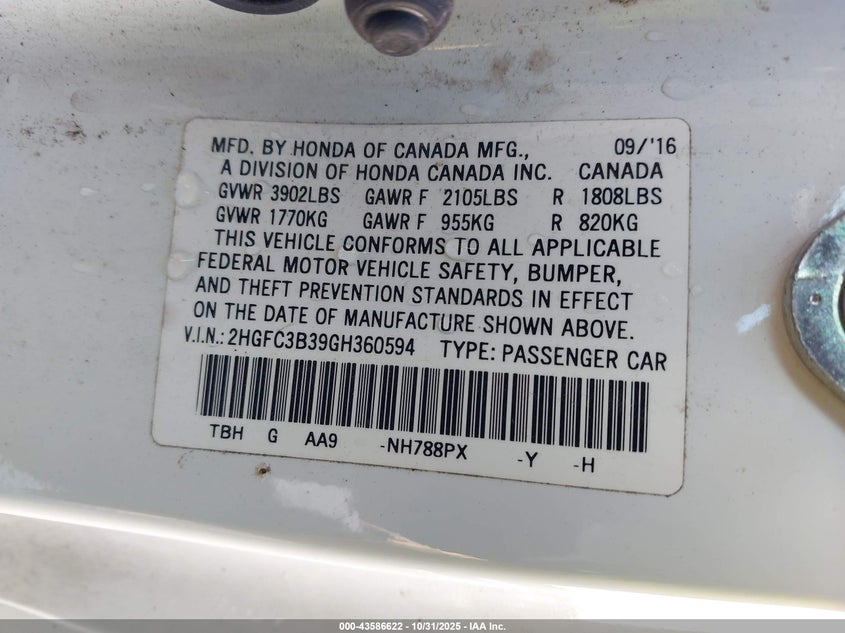 MFD. BY HONDA OF CANADA MFG., 09/'16
A DIVISION OF HONDA CANADA INC. CANADA
GVWR 3902LBS GAWR F 2105LBS R 1808LBS
GVWR 1770KG GAWR F 955KG R 820KG
THIS VEHICLE CONFORMS TO ALL APPLICABLE
FEDERAL MOTOR VEHICLE SAFETY, BUMPER,
AND THEFT PREVENTION STANDARDS IN EFFECT
ON THE DATE OF MANUFACTURE SHOWN ABOVE.
V.I.N.: 2HGFC3B39GH360594 TYPE: PASSENGER CAR
TBH G AA9 -NH788PX -Y -H
000-43586622 | 10/31/2025 - IAA Inc.